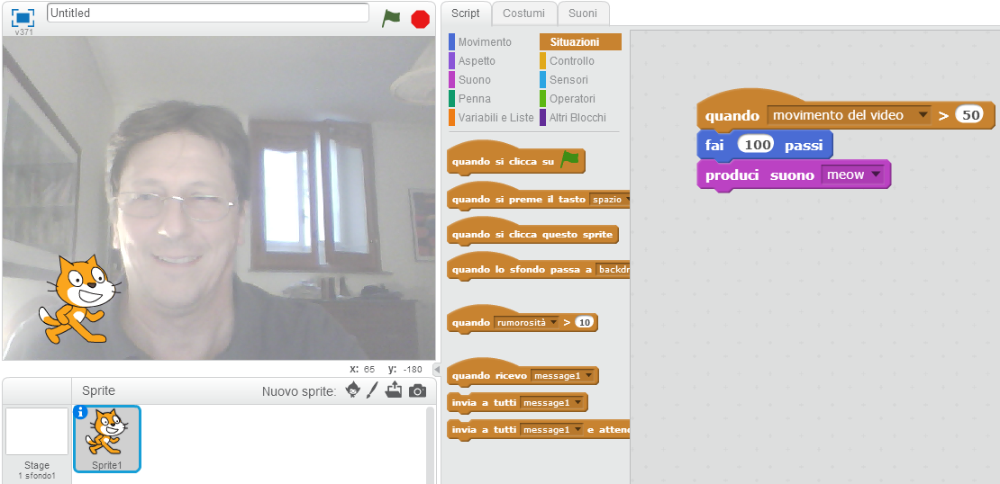 Untitled
v371
Script
Costumi
Suoni
Movimento
Situazioni
Aspetto
Controllo
Suono
Sensori
Penna
Operatori
Variabili e Liste
Altri Blocchi
quando si clicca su
quando si preme il tasto spazio
quando si clicca questo sprite
quando lo sfondo passa a backdr
quando rumorosità > 10
quando ricevo message1
invia a tutti message1
invia a tutti message1 e attend
quando movimento del video > 50
fai 100 passi
produci suono meow
x: 65 y: -180
Sprite
Nuovo sprite:
Stage
1 sfondo1
Sprite1